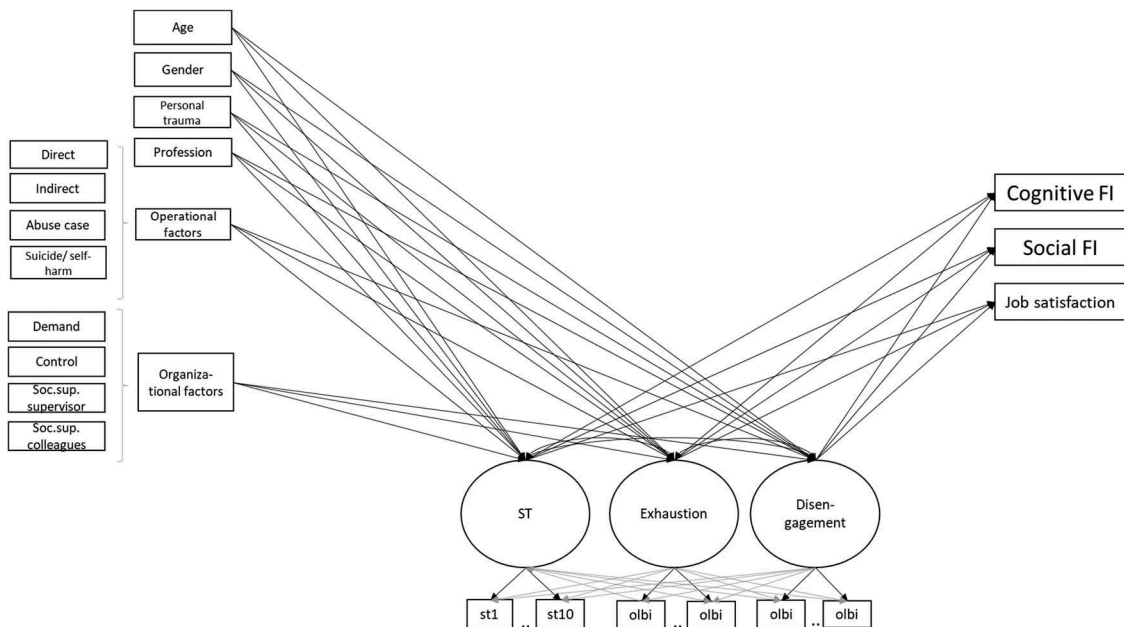 Age
Gender
Personal
trauma
Profession
Operational
factors
Direct
Indirect
Abuse case
Suicide/ self-
harm
Demand
Control
Soc.sup.
supervisor
Soc.sup.
colleagues
Organiza-
tional factors
Cognitive FI
Social FI
Job satisfaction
ST
Exhaustion
Disen-
gagement
st1 .. st10 olbi .. olbi olbi .. olbi